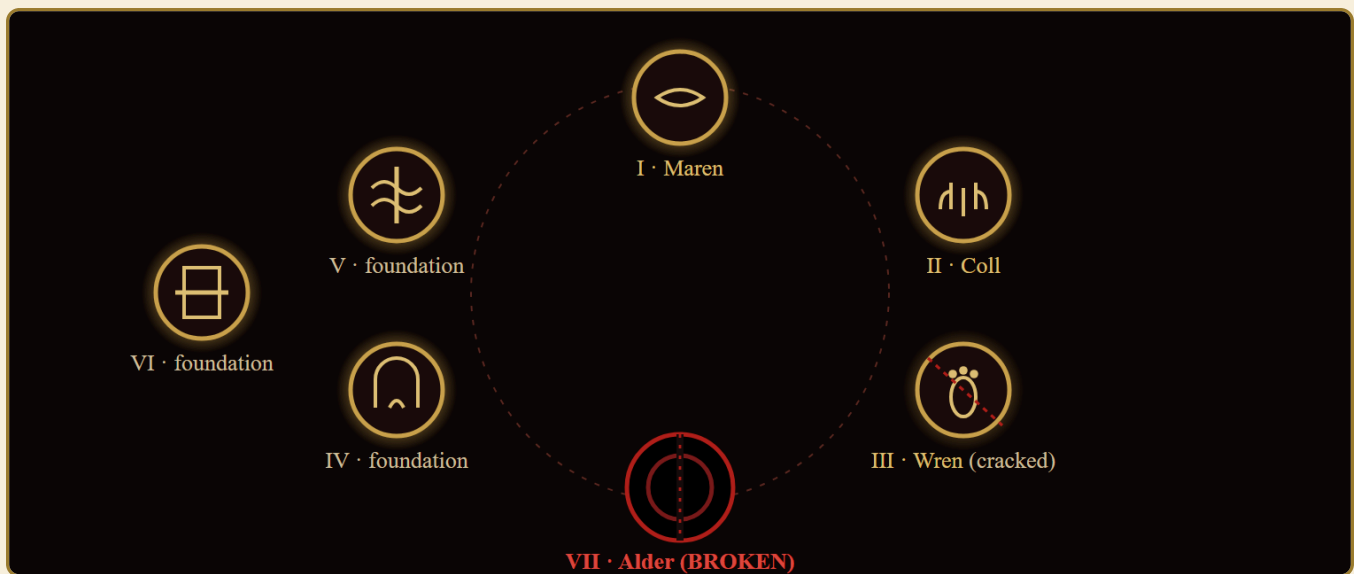 I · Maren
V · foundation
II · Coll
VI · foundation
IV · foundation
III · Wren (cracked)
VII · Alder (BROKEN)